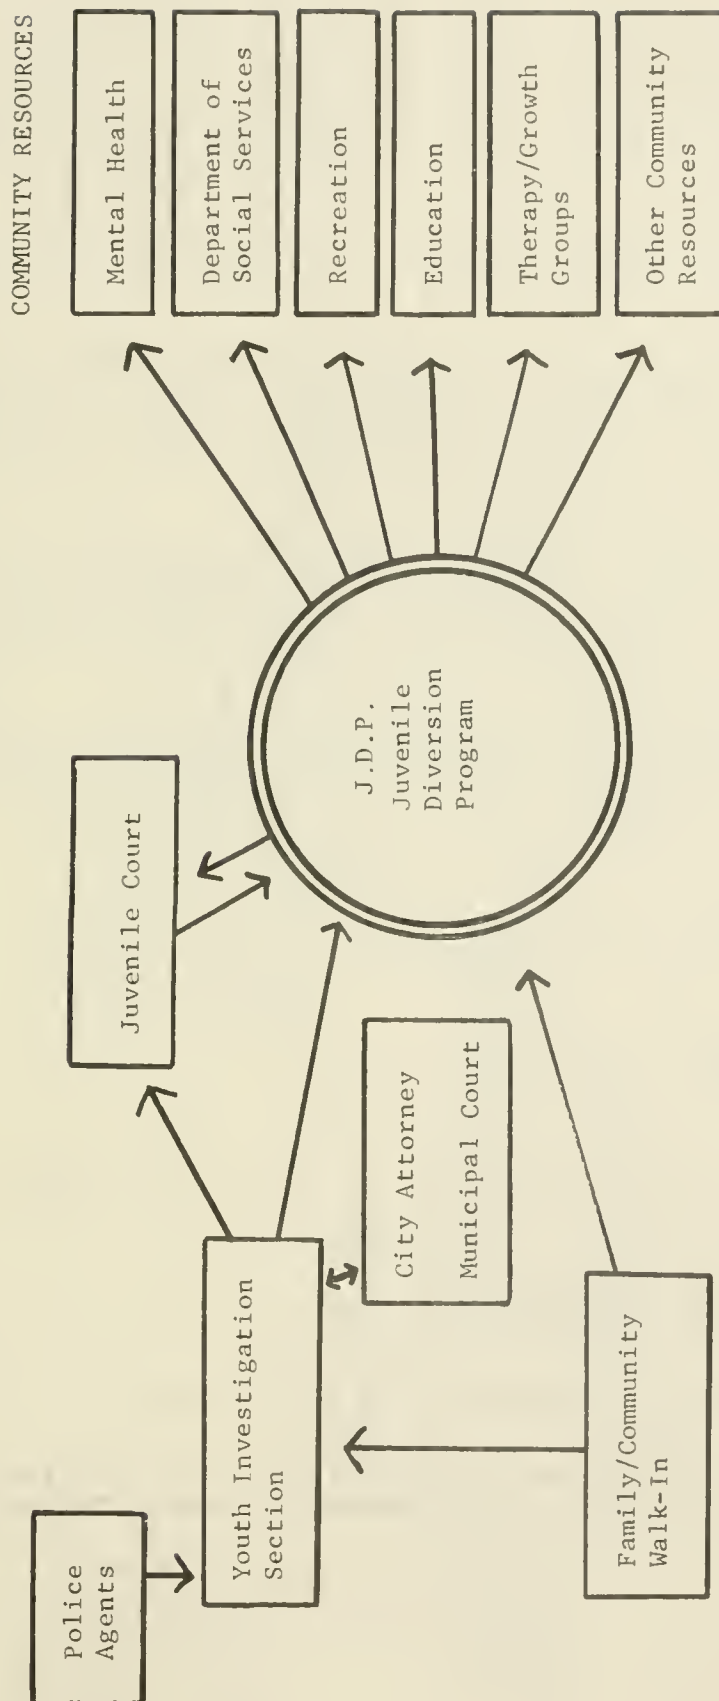 COMMUNITY RESOURCES
Mental Health
Department of
Social Services
Recreation
Education
Therapy/Growth
Groups
Other Community
Resources
J.D.P.
Juvenile
Diversion
Program
Juvenile Court
City Attorney
Municipal Court
Youth Investigation
Section
Police
Agents
Family/Community
Walk-In